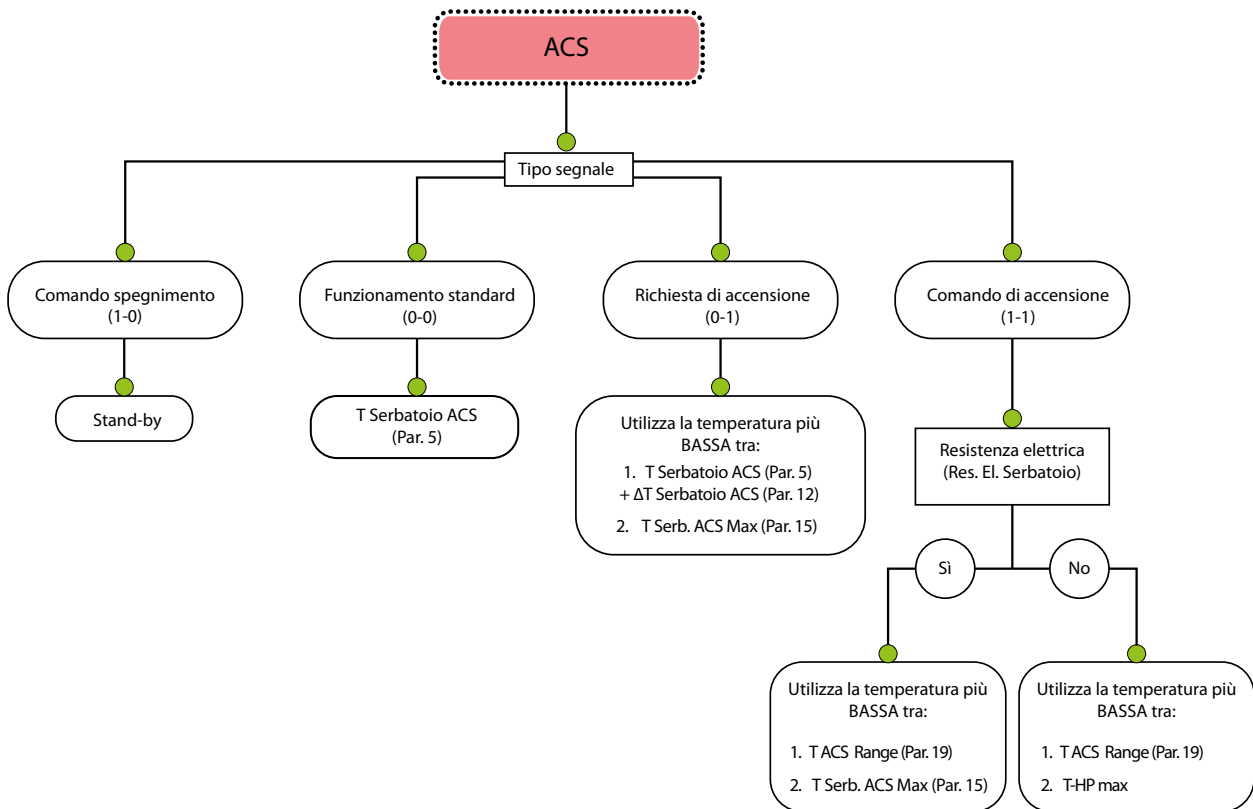 ACS
Tipo segnale
Comando spegnimento
(1-0)
Stand-by
Funzionamento standard
(0-0)
T Serbatoio ACS
(Par. 5)
Richiesta di accensione
(0-1)
Utilizza la temperatura più
BASSA tra:
1. T Serbatoio ACS (Par. 5)
+ ΔT Serbatoio ACS (Par. 12)
2. T Serb. ACS Max (Par. 15)
Comando di accensione
(1-1)
Resistenza elettrica
(Res. El. Serbatoio)
Sì
No
Utilizza la temperatura più
BASSA tra:
1. T ACS Range (Par. 19)
2. T Serb. ACS Max (Par. 15)
Utilizza la temperatura più
BASSA tra:
1. T ACS Range (Par. 19)
2. T-HP max